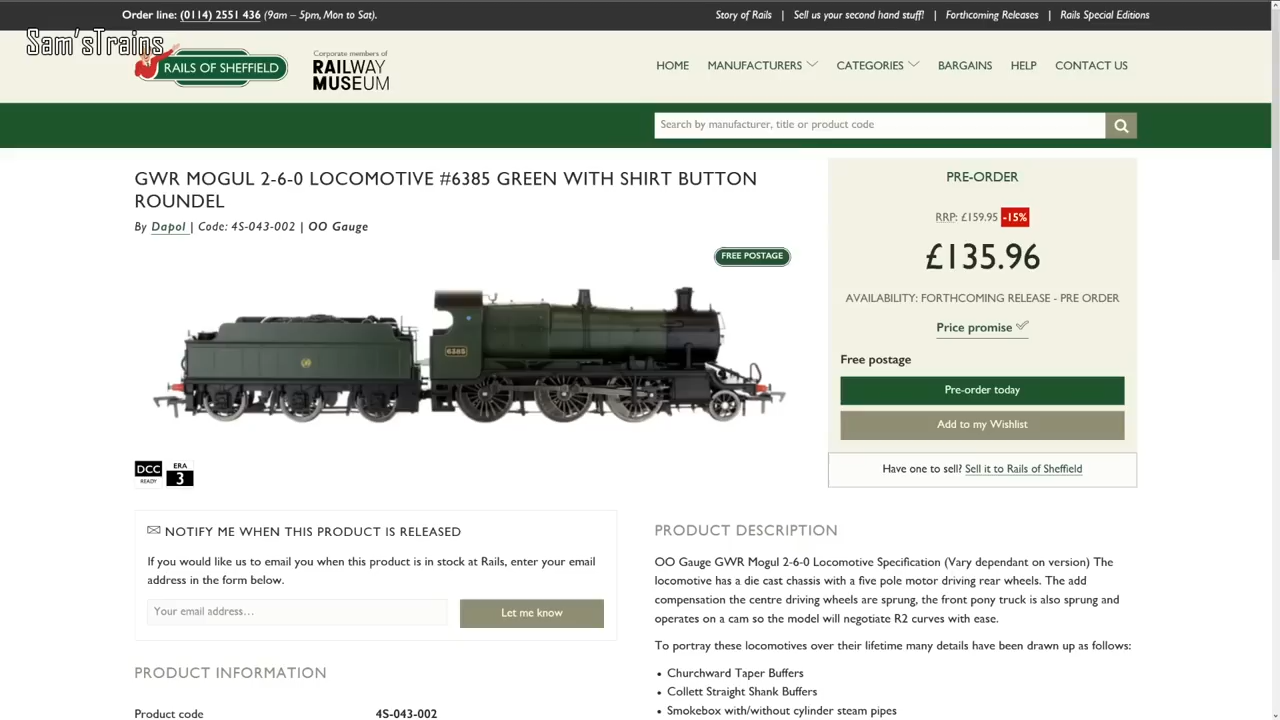 Order line: (0114) 2551 436 (9am – 5pm, Mon to Sat).
Story of Rails | Sell us your second hand stuff! | Forthcoming Releases | Rails Special Editions
Sam'sTrains
RAILS OF SHEFFIELD
Corporate members of
RAILWAY
MUSEUM
HOME MANUFACTURERS CATEGORIES BARGAINS HELP CONTACT US
Search by manufacturer, title or product code
GWR MOGUL 2-6-0 LOCOMOTIVE #6385 GREEN WITH SHIRT BUTTON
ROUNDEL
By Dapol | Code: 4S-043-002 | OO Gauge
FREE POSTAGE
6385
DCC
READY
ERA
3
PRE-ORDER
RRP: £159.95 -15%
£135.96
AVAILABILITY: FORTHCOMING RELEASE - PRE ORDER
Price promise
Free postage
Pre-order today
Add to my Wishlist
Have one to sell? Sell it to Rails of Sheffield
NOTIFY ME WHEN THIS PRODUCT IS RELEASED
If you would like us to email you when this product is in stock at Rails, enter your email
address in the form below.
Your email address...
Let me know
PRODUCT INFORMATION
Product code 4S-043-002
PRODUCT DESCRIPTION
OO Gauge GWR Mogul 2-6-0 Locomotive Specification (Vary dependant on version) The
locomotive has a die cast chassis with a five pole motor driving rear wheels. The add
compensation the centre driving wheels are sprung, the front pony truck is also sprung and
operates on a cam so the model will negotiate R2 curves with ease.
To portray these locomotives over their lifetime many details have been drawn up as follows:
• Churchward Taper Buffers
• Collett Straight Shank Buffers
• Smokebox with/without cylinder steam pipes